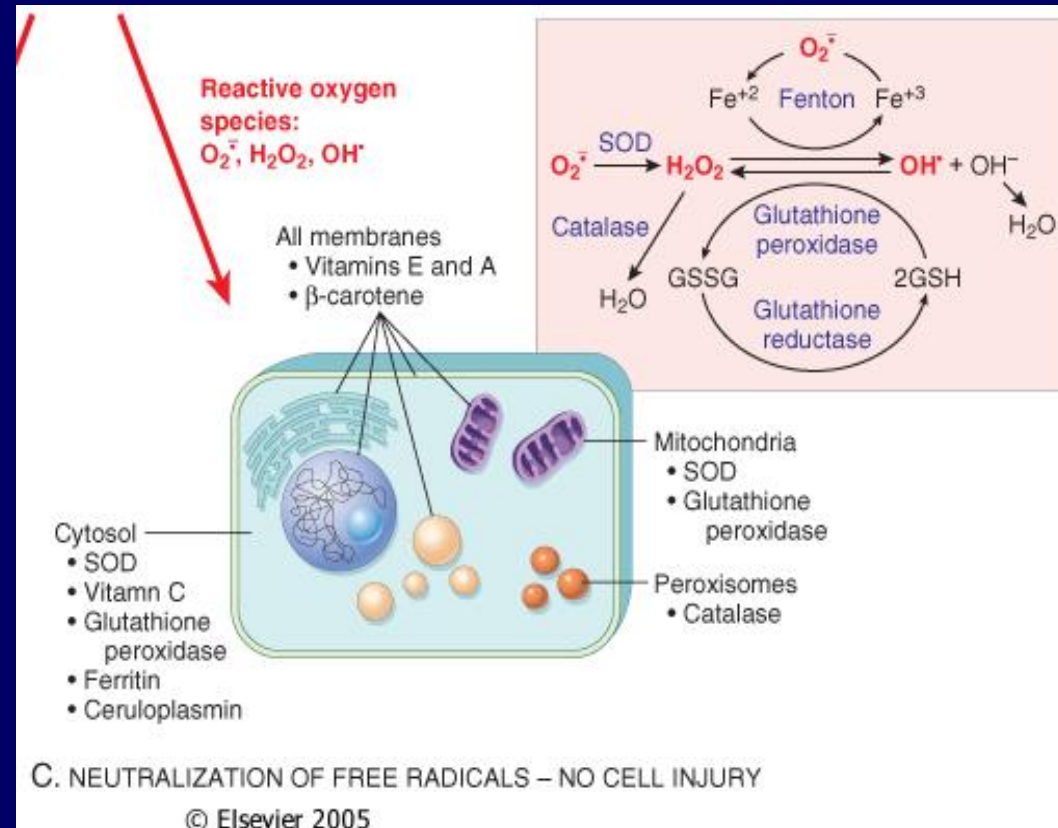 Reactive oxygen
species:
O₂•̄, H₂O₂, OH•
O₂•̄
Fe⁺² Fenton Fe⁺³
SOD
O₂•̄ H₂O₂ OH• + OH⁻
Catalase
Glutathione
peroxidase
H₂O
H₂O
GSSG 2GSH
Glutathione
reductase
All membranes
• Vitamins E and A
• β-carotene
Mitochondria
• SOD
• Glutathione
peroxidase
Cytosol
• SOD
• Vitamn C
• Glutathione
peroxidase
• Ferritin
• Ceruloplasmin
Peroxisomes
• Catalase
C. NEUTRALIZATION OF FREE RADICALS – NO CELL INJURY
© Elsevier 2005